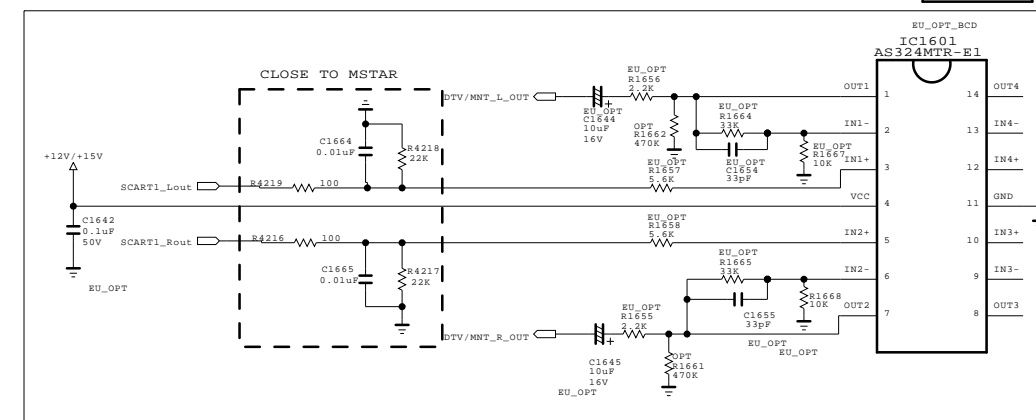 EU_OPT_BCD
IC1601
AS324MTR-E1
CLOSE TO MSTAR
DTV/MNT_L_OUT
EU_OPT
C1644
10uF
16V
EU_OPT
R1656
2.2K
OPT
R1662
470K
EU_OPT
R1664
33K
EU_OPT
C1654
33pF
EU_OPT
R1667
10K
EU_OPT
R1657
5.6K
C1664
0.01uF
R4218
22K
+12V/+15V
SCART1_Lout
R4219
100
C1642
0.1uF
50V
EU_OPT
SCART1_Rout
R4216
100
EU_OPT
R1658
5.6K
C1665
0.01uF
R4217
22K
EU_OPT
R1665
33K
C1655
33pF
EU_OPT
R1668
10K
EU_OPT
DTV/MNT_R_OUT
EU_OPT
R1655
2.2K
C1645
10uF
16V
EU_OPT
OPT
R1661
470K
OUT1
1
14
OUT4
IN1-
2
13
IN4-
IN1+
3
12
IN4+
VCC
4
11
GND
IN2+
5
10
IN3+
IN2-
6
9
IN3-
OUT2
7
8
OUT3